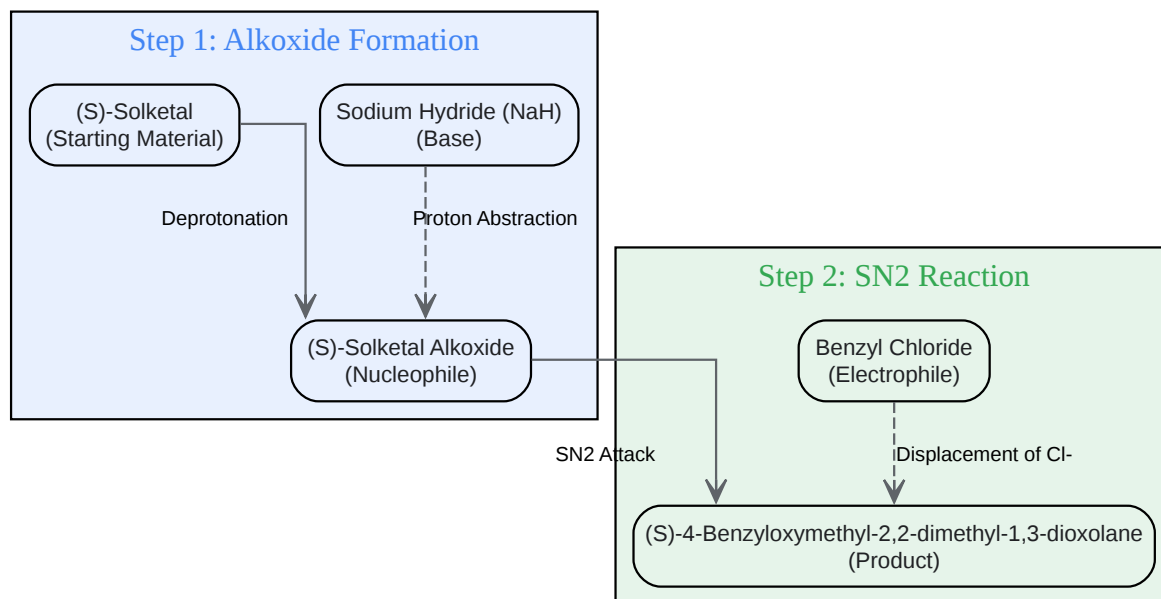 Step 1: Alkoxide Formation
(S)-Solketal
(Starting Material)
Sodium Hydride (NaH)
(Base)
Deprotonation
Proton Abstraction
(S)-Solketal Alkoxide
(Nucleophile)
Step 2: SN2 Reaction
Benzyl Chloride
(Electrophile)
SN2 Attack
Displacement of Cl-
(S)-4-Benzyloxymethyl-2,2-dimethyl-1,3-dioxolane
(Product)